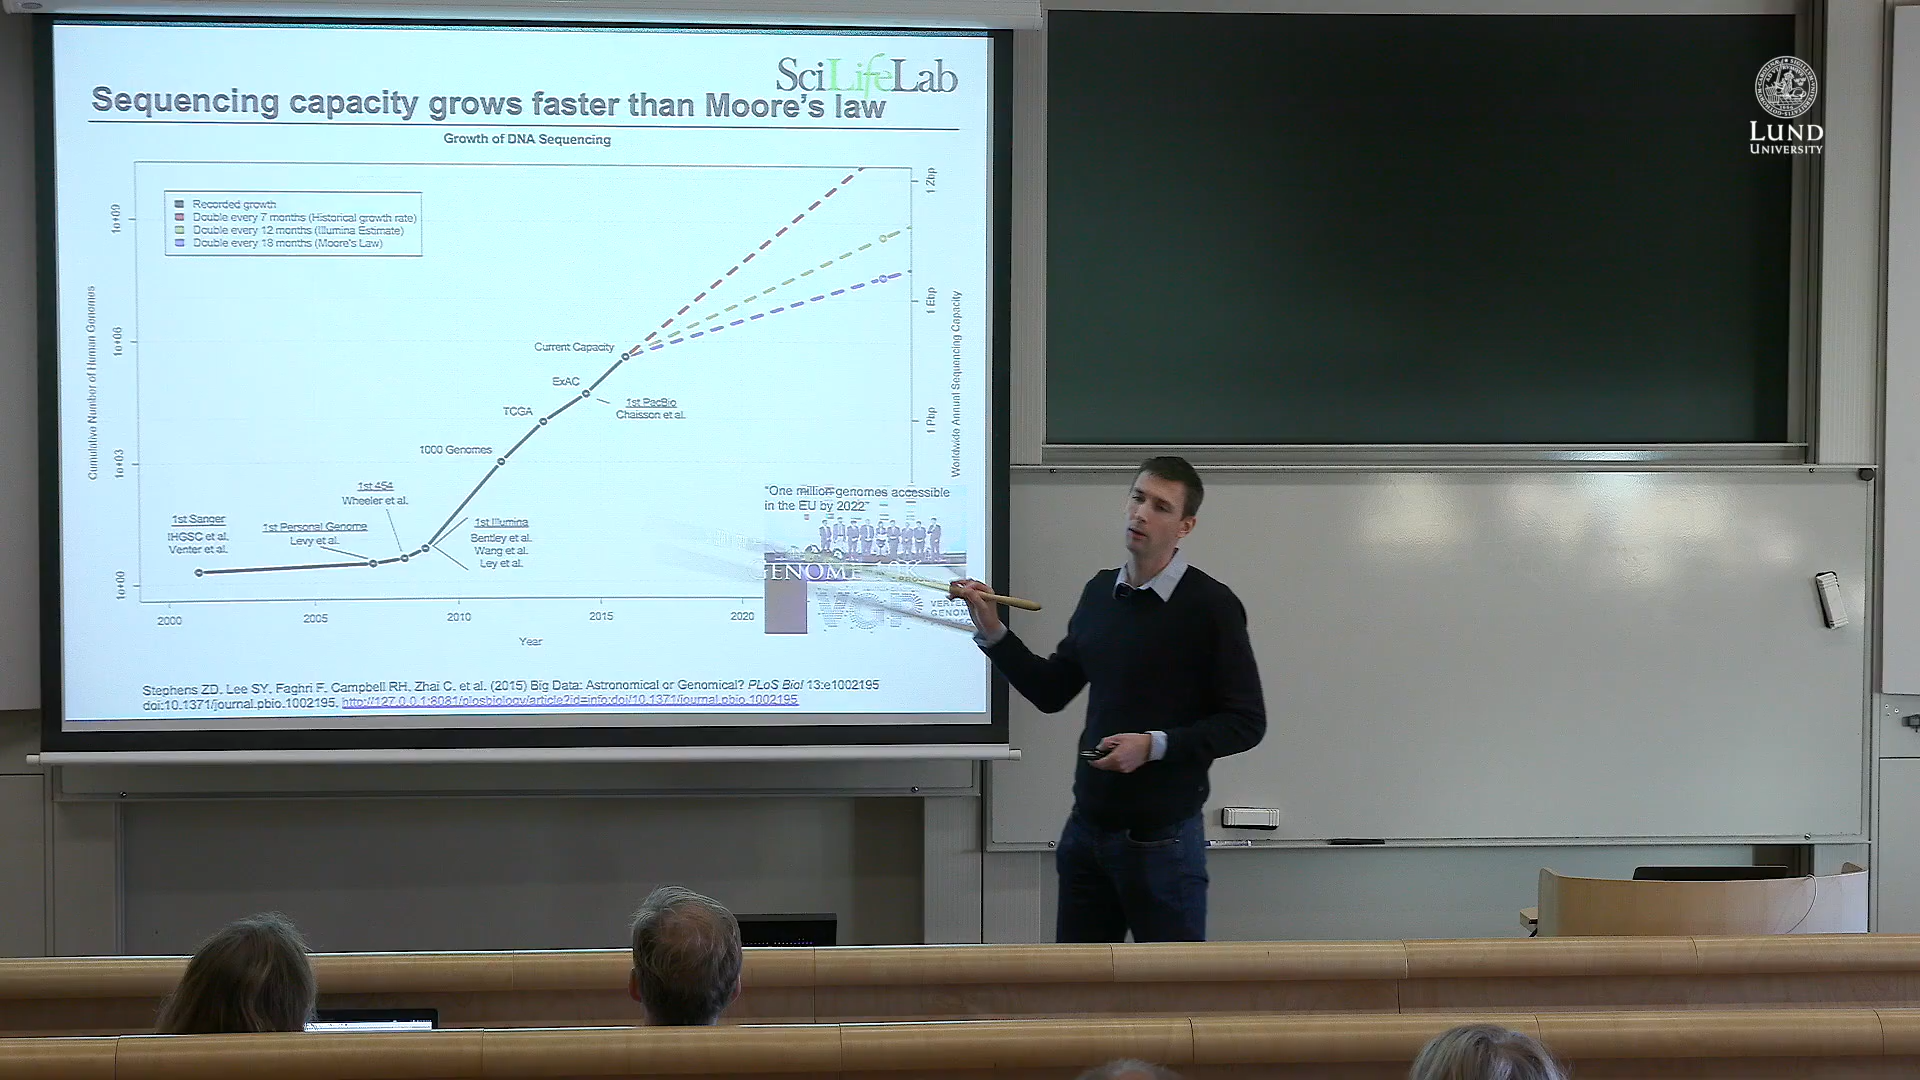 SciLifeLab
Sequencing capacity grows faster than Moore's law
Growth of DNA Sequencing
Recorded growth
Double every 7 months (Historical growth rate)
Double every 12 months (Illumina Estimate)
Double every 18 months (Moore's Law)
Cumulative Number of Human Genomes
1e+09
1e+06
1e+03
1e+00
1 Zbp
1 Ebp
1 Pbp
Worldwide Annual Sequencing Capacity
Current Capacity
ExAC
1st PacBio
Chaisson et al.
TCGA
1000 Genomes
1st 454
Wheeler et al.
1st Sanger
IHGSC et al.
Venter et al.
1st Personal Genome
Levy et al.
1st Illumina
Bentley et al.
Wang et al.
Ley et al.
"One million genomes accessible
in the EU by 2022"
GENOME 10K
2000
2005
2010
2015
2020
Year
Stephens ZD, Lee SY, Faghri F, Campbell RH, Zhai C, et al. (2015) Big Data: Astronomical or Genomical? PLoS Biol 13:e1002195
doi:10.1371/journal.pbio.1002195. http://127.0.0.1:8081/plosbiology/article?id=info:doi/10.1371/journal.pbio.1002195
LUND
UNIVERSITY